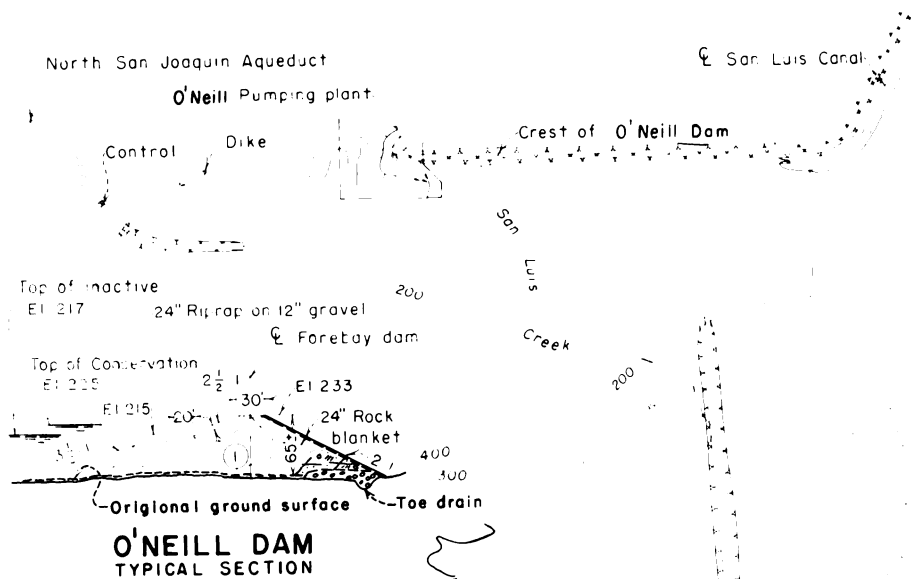 North San Joaquin Aqueduct
℄ San Luis Canal
O'Neill Pumping plant
Crest of O'Neill Dam
Control
Dike
San
Luis
Creek
Top of inactive
El 217
200
24" Riprap on 12" gravel
℄ Forebay dam
Top of Conservation
El 225
2½
1
El 233
200
30'
El 215
20'
24" Rock
blanket
65'±
3
1
2
400
300
Origional ground surface
Toe drain
O'NEILL DAM
TYPICAL SECTION